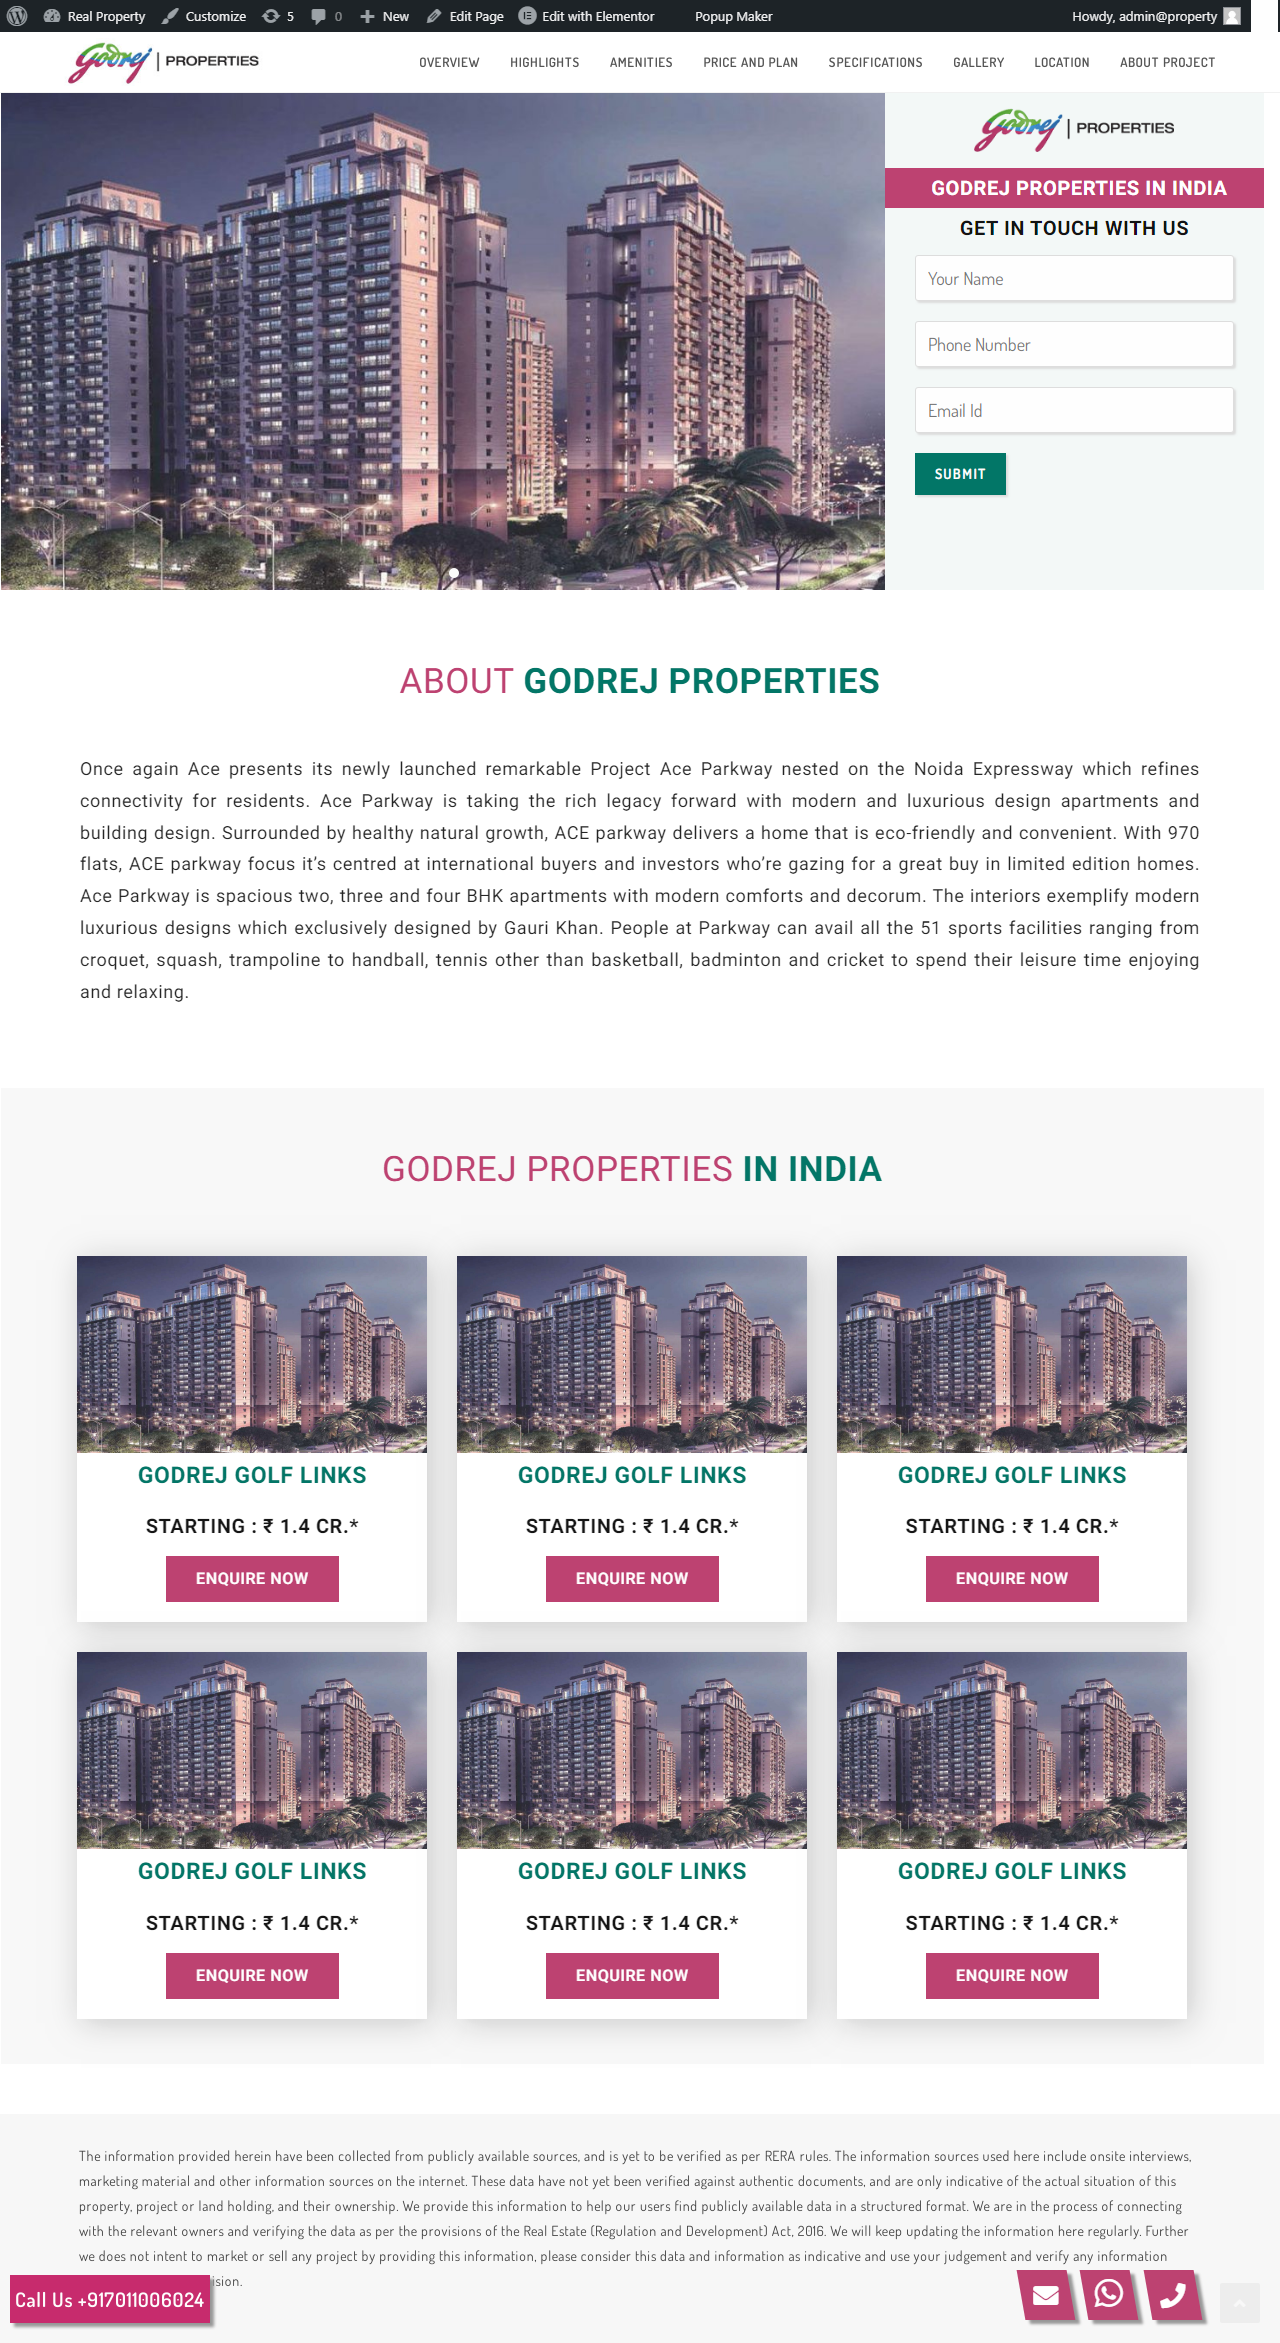 Real Property Customize 5 0 New Edit Page Edit with Elementor Popup Maker Howdy, admin@property
Godrej | PROPERTIES
OVERVIEW HIGHLIGHTS AMENITIES PRICE AND PLAN SPECIFICATIONS GALLERY LOCATION ABOUT PROJECT
Godrej | PROPERTIES
GODREJ PROPERTIES IN INDIA
GET IN TOUCH WITH US
Your Name
Phone Number
Email Id
SUBMIT
ABOUT GODREJ PROPERTIES
Once again Ace presents its newly launched remarkable Project Ace Parkway nested on the Noida Expressway which refines
connectivity for residents. Ace Parkway is taking the rich legacy forward with modern and luxurious design apartments and
building design. Surrounded by healthy natural growth, ACE parkway delivers a home that is eco-friendly and convenient. With 970
flats, ACE parkway focus it’s centred at international buyers and investors who’re gazing for a great buy in limited edition homes.
Ace Parkway is spacious two, three and four BHK apartments with modern comforts and decorum. The interiors exemplify modern
luxurious designs which exclusively designed by Gauri Khan. People at Parkway can avail all the 51 sports facilities ranging from
croquet, squash, trampoline to handball, tennis other than basketball, badminton and cricket to spend their leisure time enjoying
and relaxing.
GODREJ PROPERTIES IN INDIA
GODREJ GOLF LINKS GODREJ GOLF LINKS GODREJ GOLF LINKS
STARTING : ₹ 1.4 CR.* STARTING : ₹ 1.4 CR.* STARTING : ₹ 1.4 CR.*
ENQUIRE NOW ENQUIRE NOW ENQUIRE NOW
GODREJ GOLF LINKS GODREJ GOLF LINKS GODREJ GOLF LINKS
STARTING : ₹ 1.4 CR.* STARTING : ₹ 1.4 CR.* STARTING : ₹ 1.4 CR.*
ENQUIRE NOW ENQUIRE NOW ENQUIRE NOW
The information provided herein have been collected from publicly available sources, and is yet to be verified as per RERA rules. The information sources used here include onsite interviews,
marketing material and other information sources on the internet. These data have not yet been verified against authentic documents, and are only indicative of the actual situation of this
property, project or land holding, and their ownership. We provide this information to help our users find publicly available data in a structured format. We are in the process of connecting
with the relevant owners and verifying the data as per the provisions of the Real Estate (Regulation and Development) Act, 2016. We will keep updating the information here regularly. Further
we does not intent to market or sell any project by providing this information, please consider this data and information as indicative and use your judgement and verify any information
ision.
Call Us +917011006024